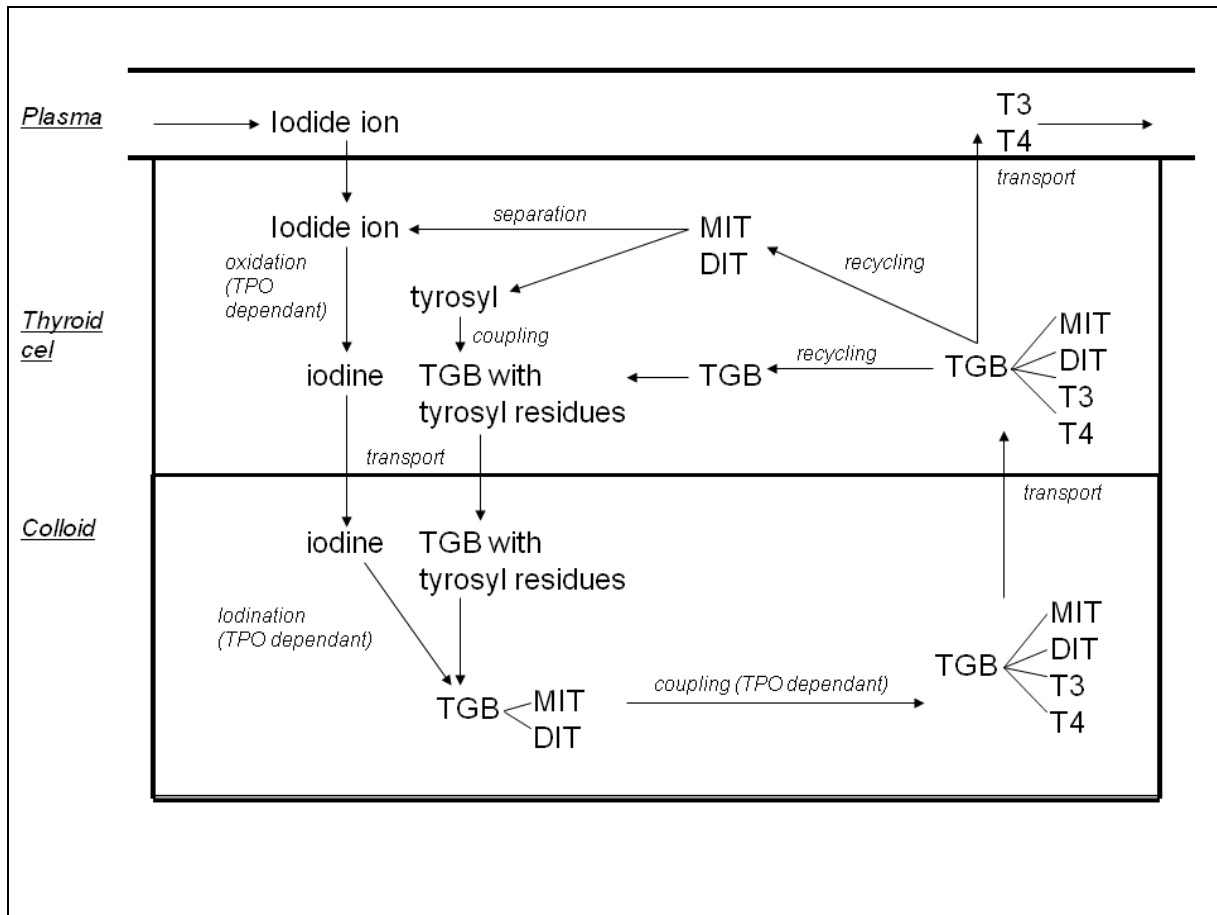 Plasma
Iodide ion
T3
T4
transport
Iodide ion
separation
MIT
DIT
recycling
oxidation
(TPO
dependant)
tyrosyl
coupling
Thyroid
cel
iodine
TGB with
tyrosyl residues
TGB
recycling
TGB
MIT
DIT
T3
T4
transport
transport
Colloid
iodine
TGB with
tyrosyl residues
Iodination
(TPO dependant)
TGB
MIT
DIT
coupling (TPO dependant)
TGB
MIT
DIT
T3
T4